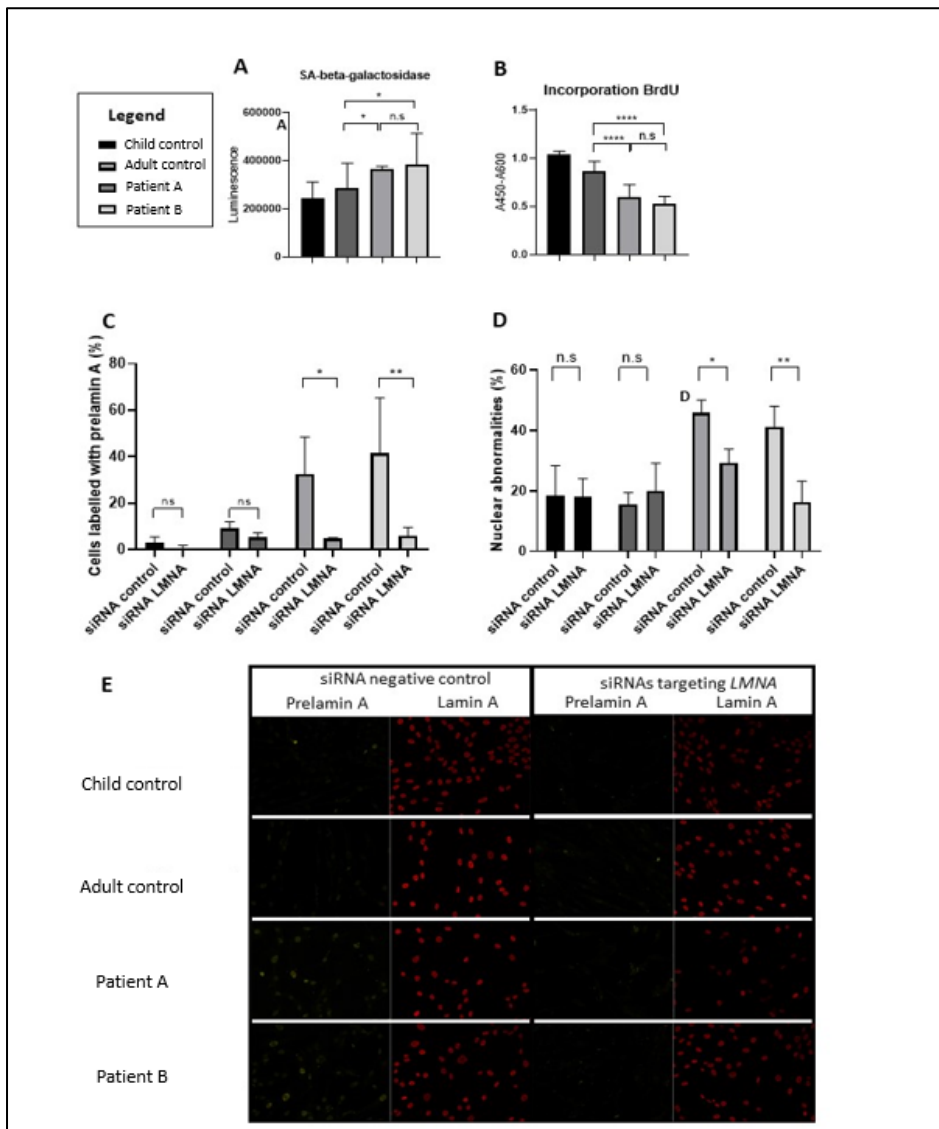 A
SA-beta-galactosidase
600000
400000
200000
0
Luminescence
A
*
*
n.s
B
Incorporation BrdU
1.5
1.0
0.5
0.0
A450-A600
****
****
n.s
Legend
Child control
Adult control
Patient A
Patient B
C
Cells labelled with prelamin A (%)
80
60
40
20
0
ns
ns
*
**
siRNA control
siRNA LMNA
siRNA control
siRNA LMNA
siRNA control
siRNA LMNA
siRNA control
siRNA LMNA
D
Nuclear abnormalities (%)
60
40
20
0
n.s
n.s
D
*
**
siRNA control
siRNA LMNA
siRNA control
siRNA LMNA
siRNA control
siRNA LMNA
siRNA control
siRNA LMNA
E
siRNA negative control
siRNAs targeting LMNA
Prelamin A
Lamin A
Prelamin A
Lamin A
Child control
Adult control
Patient A
Patient B